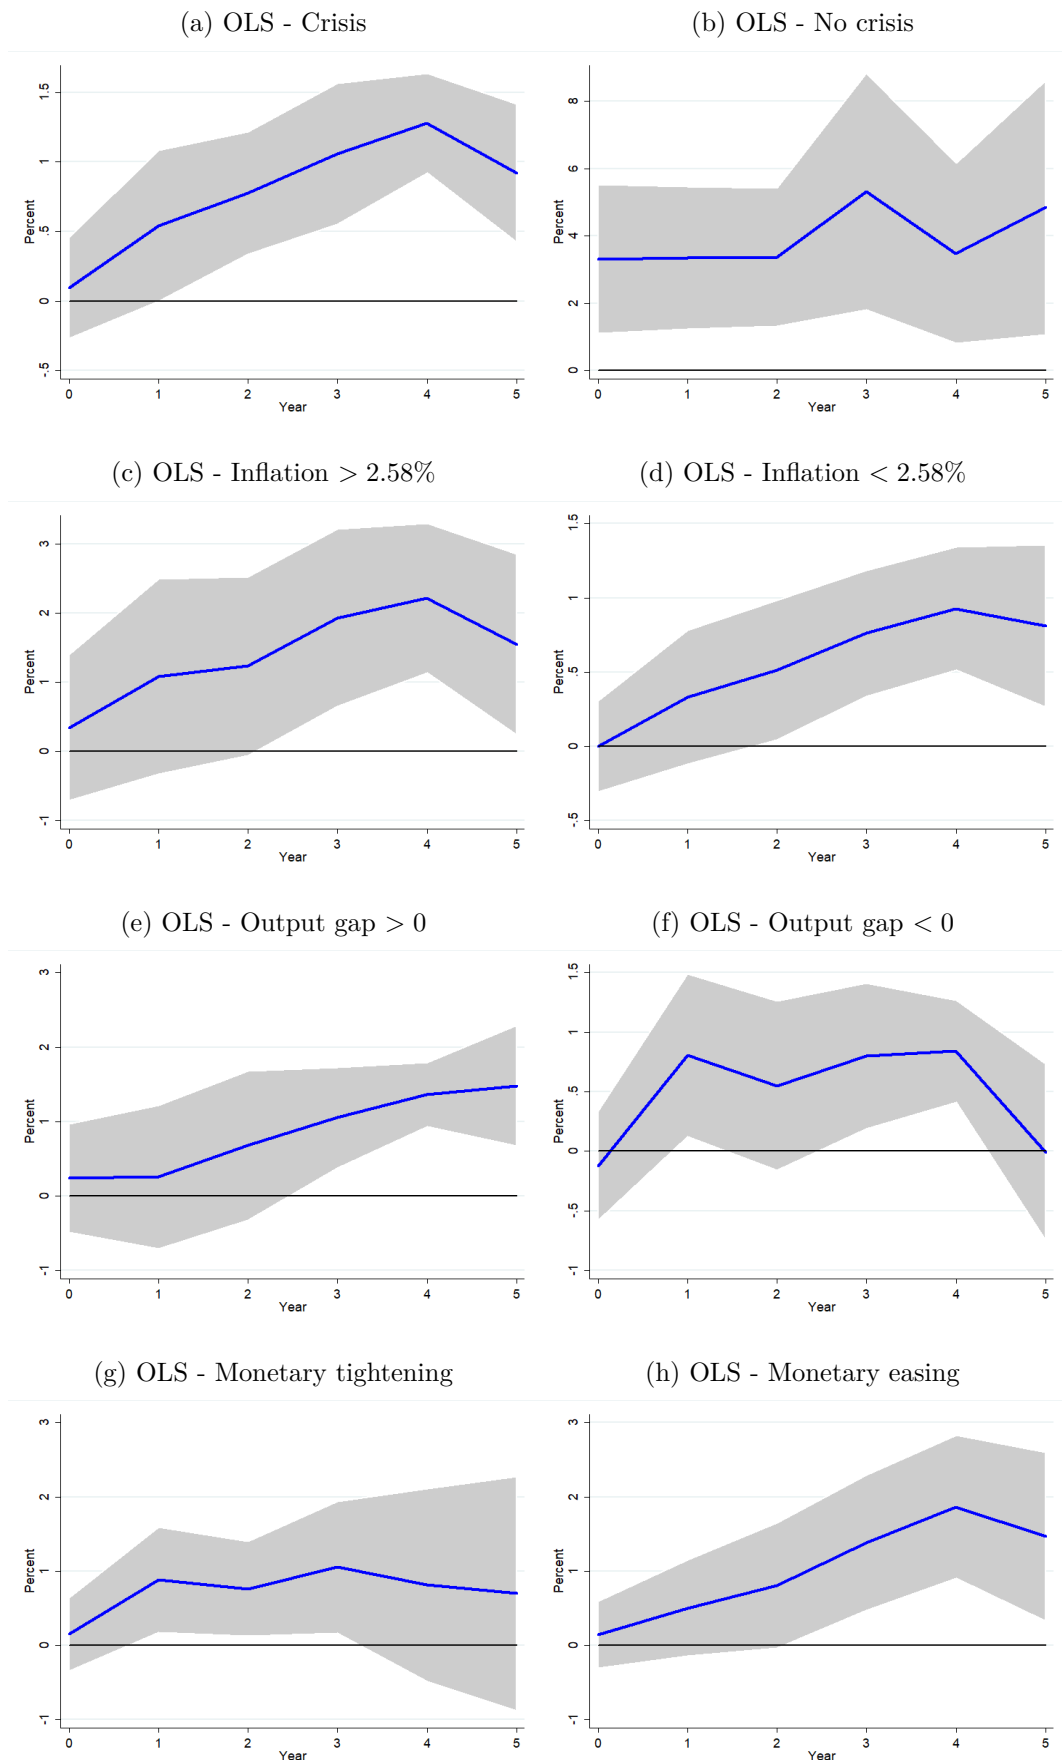 (a) OLS - Crisis
(b) OLS - No crisis
Percent
1.5
1
.5
0
-.5
0 1 2 3 4 5
Year
Percent
8
6
4
2
0
0 1 2 3 4 5
Year
(c) OLS - Inflation > 2.58%
(d) OLS - Inflation < 2.58%
Percent
3
2
1
0
-1
0 1 2 3 4 5
Year
Percent
1.5
1
.5
0
-.5
0 1 2 3 4 5
Year
(e) OLS - Output gap > 0
(f) OLS - Output gap < 0
Percent
3
2
1
0
-1
0 1 2 3 4 5
Year
Percent
1.5
1
.5
0
-.5
-1
0 1 2 3 4 5
Year
(g) OLS - Monetary tightening
(h) OLS - Monetary easing
Percent
3
2
1
0
-1
0 1 2 3 4 5
Year
Percent
3
2
1
0
-1
0 1 2 3 4 5
Year